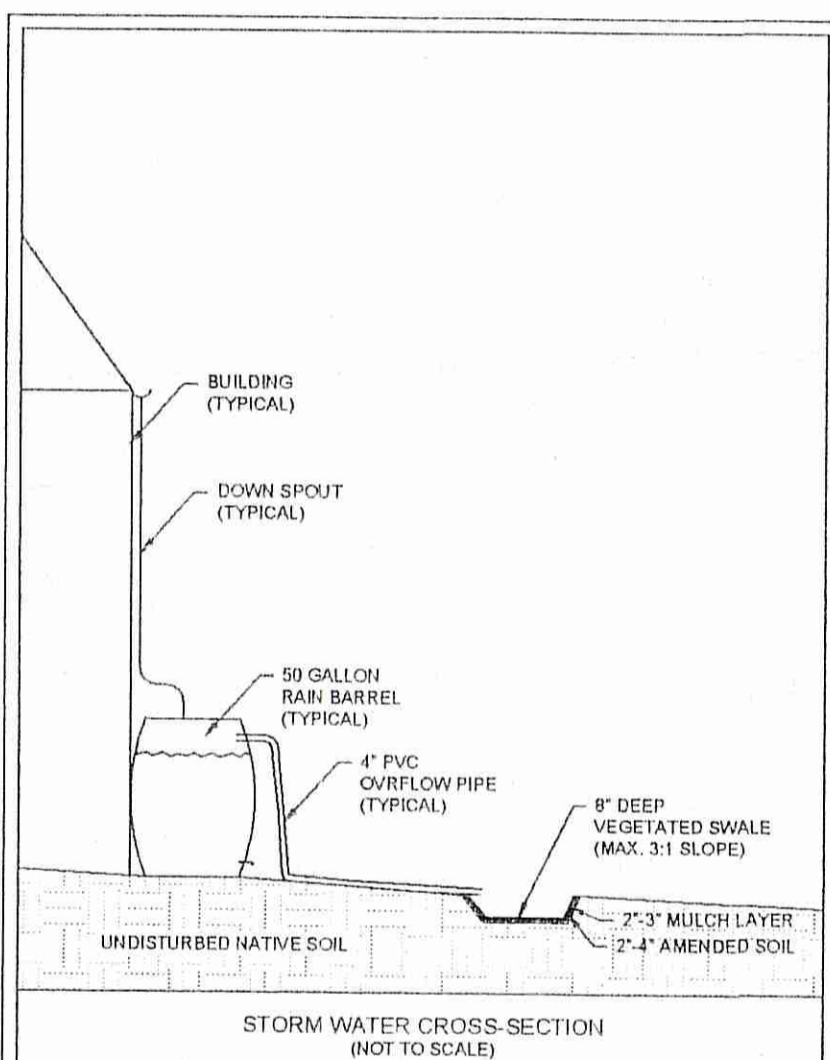 BUILDING
(TYPICAL)
DOWN SPOUT
(TYPICAL)
50 GALLON
RAIN BARREL
(TYPICAL)
4" PVC
OVRFLOW PIPE
(TYPICAL)
8" DEEP
VEGETATED SWALE
(MAX. 3:1 SLOPE)
2"-3" MULCH LAYER
2"-4" AMENDED SOIL
UNDISTURBED NATIVE SOIL
STORM WATER CROSS-SECTION
(NOT TO SCALE)